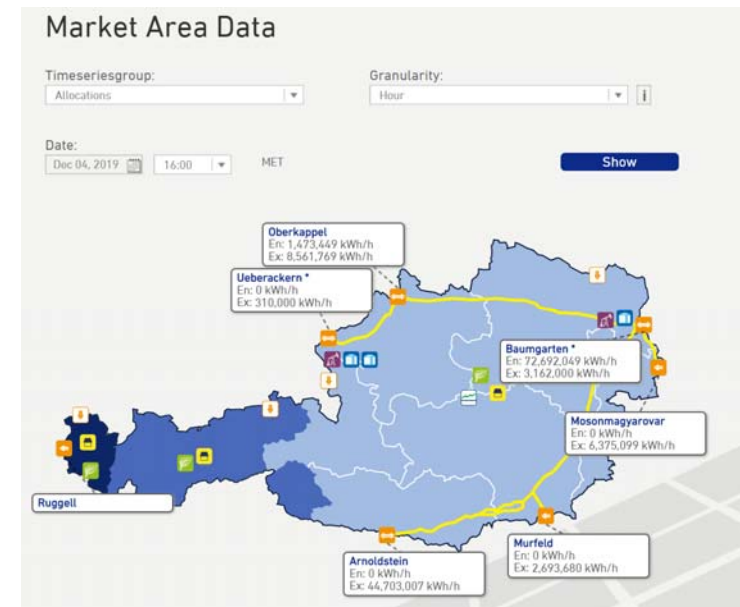 Market Area Data
Timeseriesgroup:
Granularity:
Allocations
Hour
i
Date:
Dec 04, 2019
16:00
MET
Show
Oberkappel
En: 1,473,449 kWh/h
Ex: 8,561,769 kWh/h
Ueberackern *
En: 0 kWh/h
Ex: 310,000 kWh/h
Baumgarten *
En: 72,692,049 kWh/h
Ex: 3,162,000 kWh/h
Mosonmagyarovar
En: 0 kWh/h
Ex: 6,375,099 kWh/h
Ruggell
Murfeld
En: 0 kWh/h
Ex: 2,693,680 kWh/h
Arnoldstein
En: 0 kWh/h
Ex: 44,703,007 kWh/h